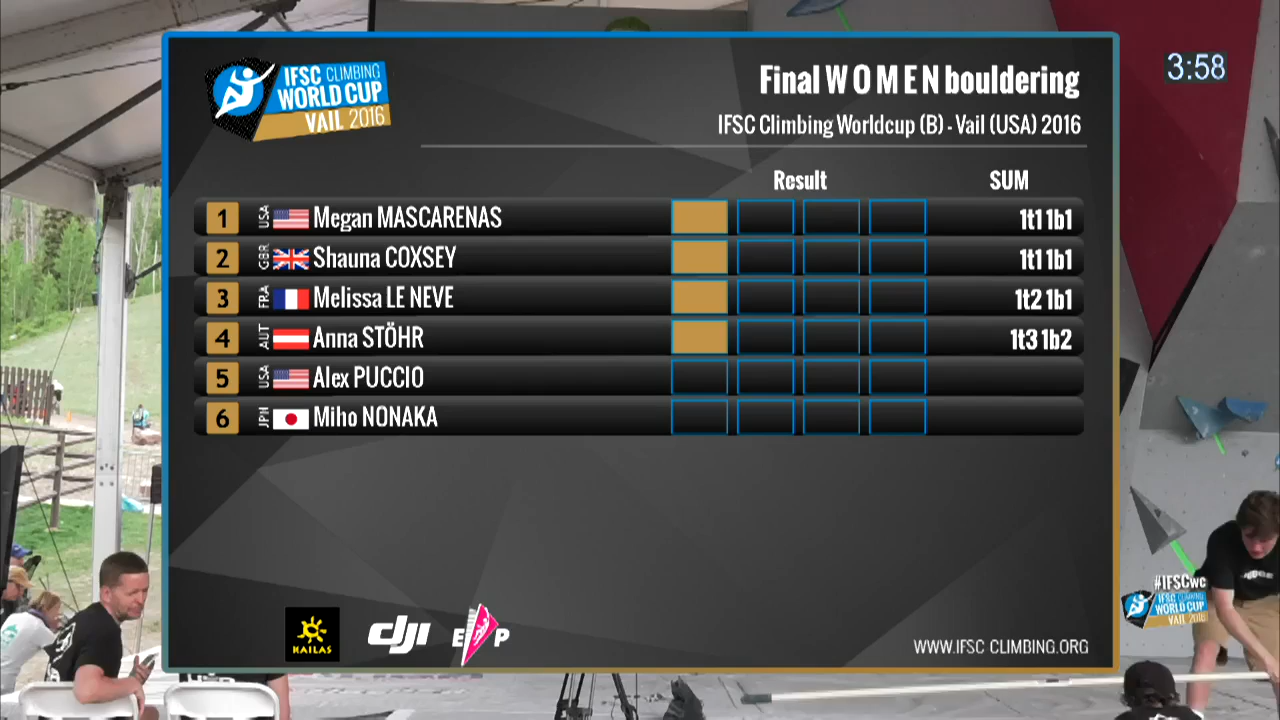 IFSC CLIMBING
WORLD CUP
VAIL 2016
3:58
Final WOMEN bouldering
IFSC Climbing Worldcup (B) - Vail (USA) 2016
Result SUM
1 USA Megan MASCARENAS 1t1 1b1
2 GBR Shauna COXSEY 1t1 1b1
3 FRA Melissa LE NEVE 1t2 1b1
4 AUT Anna STÖHR 1t3 1b2
5 USA Alex PUCCIO
6 JPN Miho NONAKA
#IFSCwc
IFSC CLIMBING
WORLD CUP
VAIL 2016
KAILAS dji E P
WWW.IFSC-CLIMBING.ORG